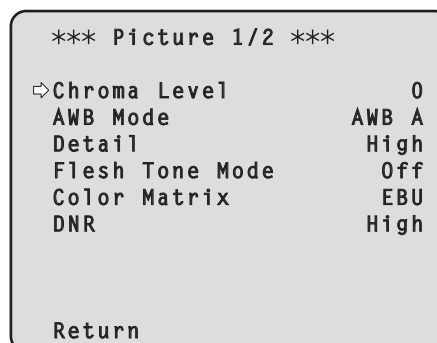 *** Picture 1/2 ***
⇨Chroma Level 0
AWB Mode AWB A
Detail High
Flesh Tone Mode Off
Color Matrix EBU
DNR High
Return